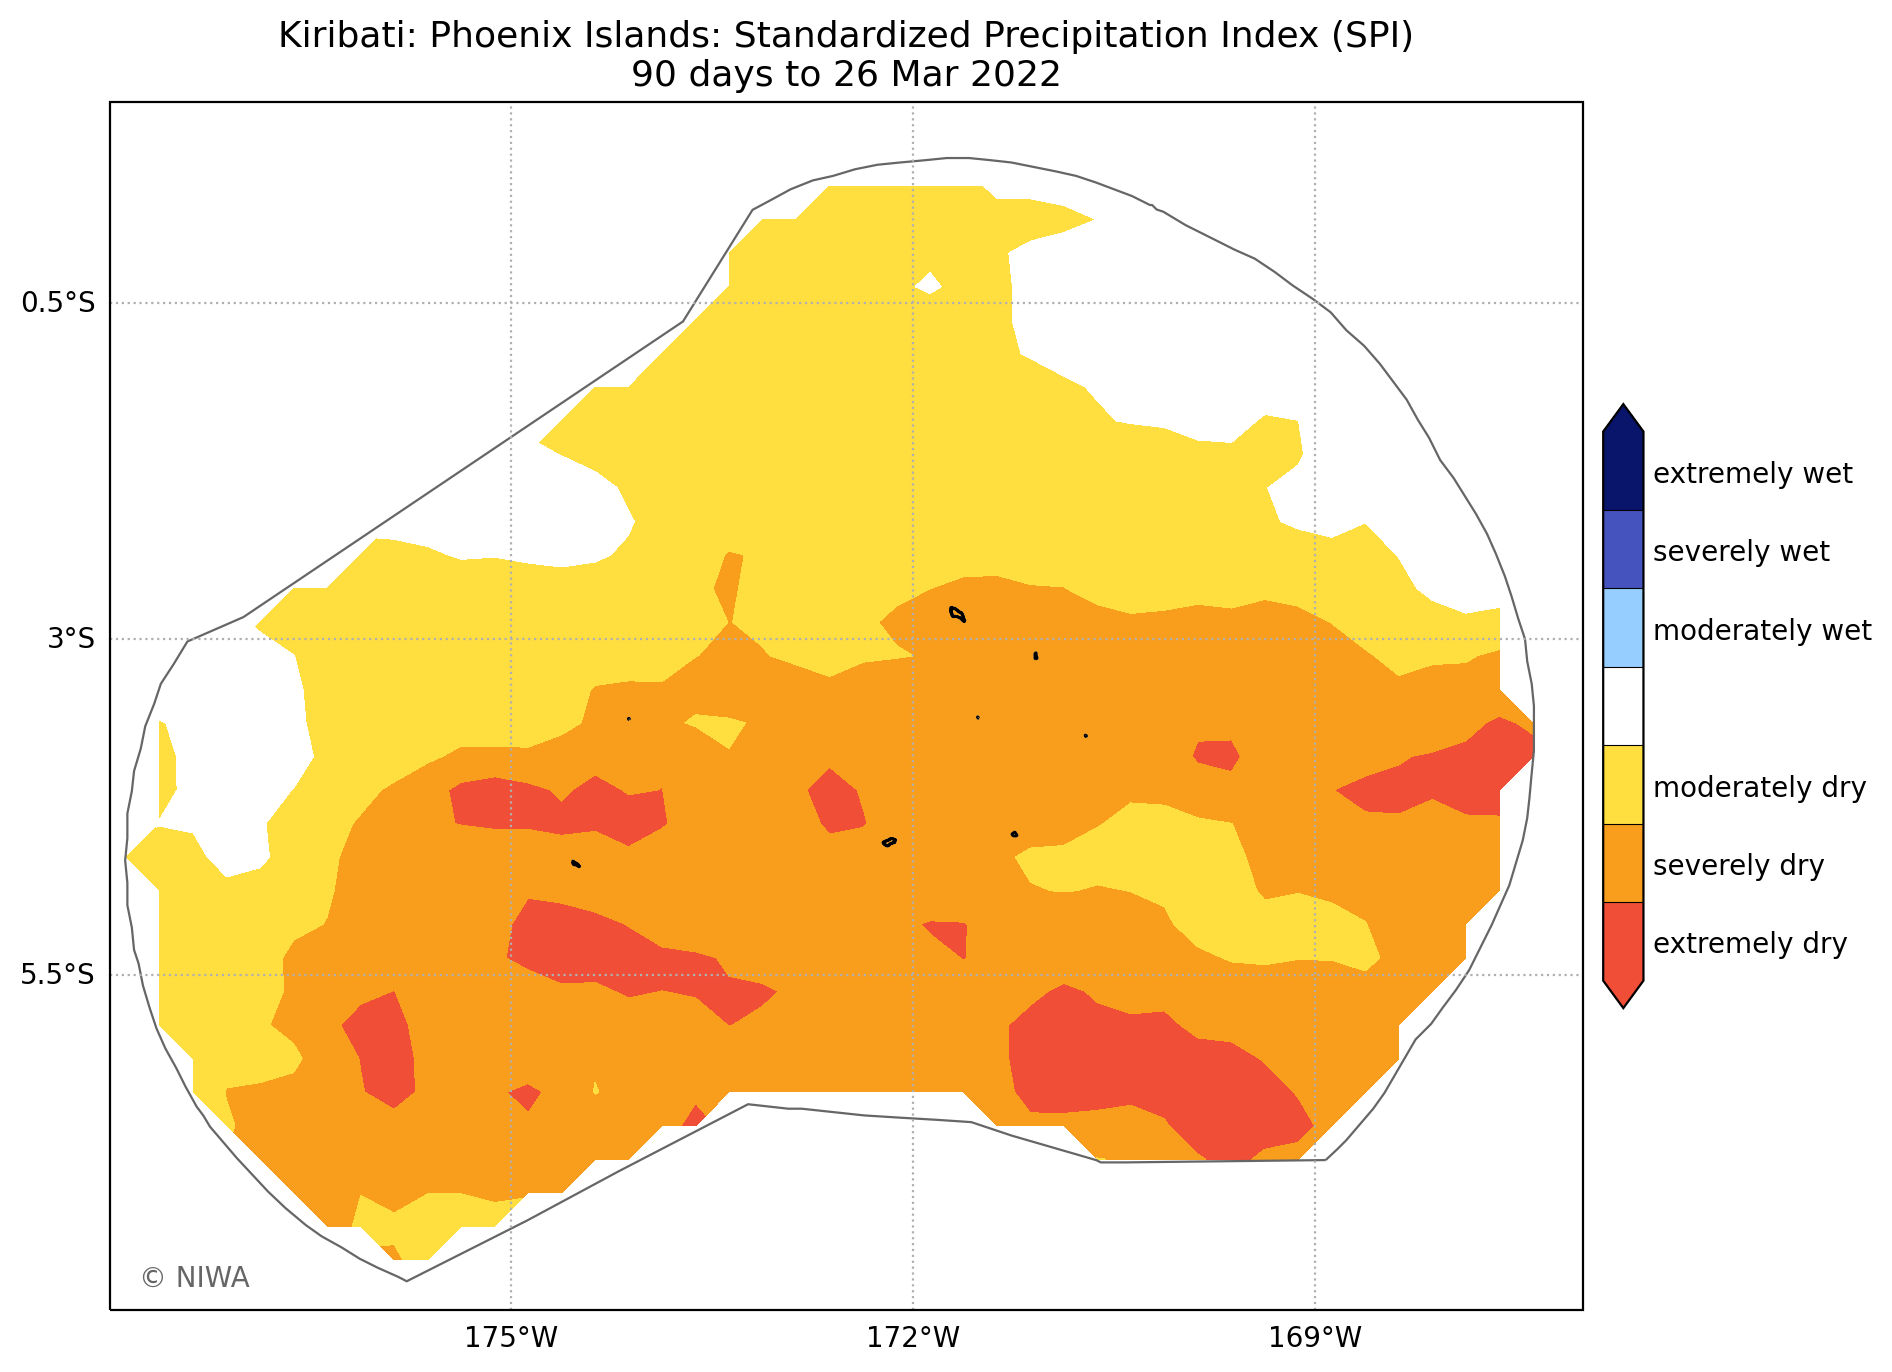 Kiribati: Phoenix Islands: Standardized Precipitation Index (SPI)
90 days to 26 Mar 2022
0.5°S
3°S
5.5°S
175°W
172°W
169°W
extremely wet
severely wet
moderately wet
moderately dry
severely dry
extremely dry
© NIWA